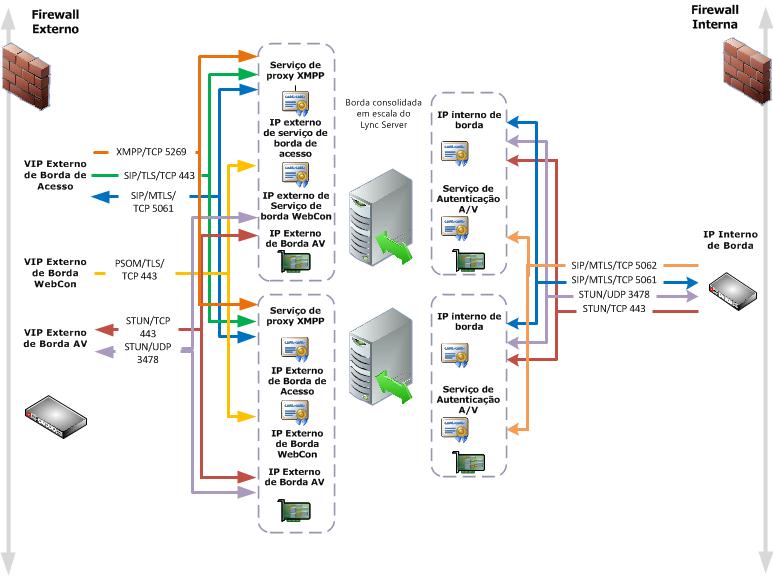 Firewall
Externo
Firewall
Interna
VIP Externo
de Borda de
Acesso
XMPP/TCP 5269
SIP/TLS/TCP 443
SIP/MTLS/
TCP 5061
VIP Externo
de Borda
WebCon
PSOM/TLS/
TCP 443
VIP Externo
de Borda AV
STUN/TCP
443
STUN/UDP
3478
Serviço de
proxy XMPP
IP externo
de serviço de
borda de
acesso
IP externo de
Serviço de
borda WebCon
IP Externo
de Borda AV
Serviço de
proxy XMPP
IP Externo
de Borda de
Acesso
IP Externo
de Borda
WebCon
IP Externo
de Borda AV
Borda consolidada
em escala do
Lync Server
IP interno de
borda
Serviço de
Autenticação
A/V
IP interno de
borda
Serviço de
Autenticação
A/V
SIP/MTLS/TCP 5062
SIP/MTLS/TCP 5061
STUN/UDP 3478
STUN/TCP 443
IP Interno
de Borda